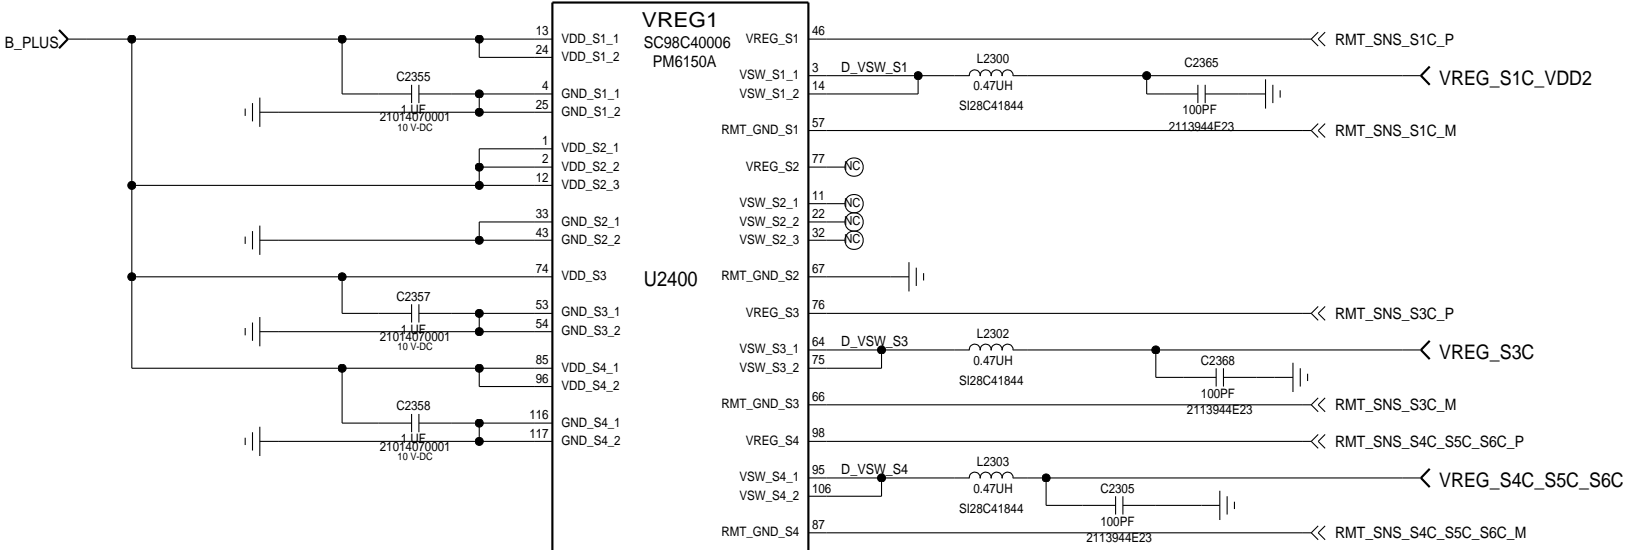 VREG1
SC98C40006
PM6150A
U2400
B_PLUS
13 VDD_S1_1
24 VDD_S1_2
C2355
1 UF
21014070001
10 V-DC
4 GND_S1_1
25 GND_S1_2
1 VDD_S2_1
2 VDD_S2_2
12 VDD_S2_3
33 GND_S2_1
43 GND_S2_2
74 VDD_S3
C2357
1 UF
21014070001
10 V-DC
53 GND_S3_1
54 GND_S3_2
85 VDD_S4_1
96 VDD_S4_2
C2358
1 UF
21014070001
10 V-DC
116 GND_S4_1
117 GND_S4_2
VREG_S1 46 RMT_SNS_S1C_P
VSW_S1_1 3 D_VSW_S1
VSW_S1_2 14
L2300
0.47UH
SI28C41844
C2365
100PF
2113944E23
VREG_S1C_VDD2
RMT_GND_S1 57 RMT_SNS_S1C_M
VREG_S2 77 NC
VSW_S2_1 11 NC
VSW_S2_2 22 NC
VSW_S2_3 32 NC
RMT_GND_S2 67
VREG_S3 76 RMT_SNS_S3C_P
VSW_S3_1 64 D_VSW_S3
VSW_S3_2 75
L2302
0.47UH
SI28C41844
C2368
100PF
2113944E23
VREG_S3C
RMT_GND_S3 66 RMT_SNS_S3C_M
VREG_S4 98 RMT_SNS_S4C_S5C_S6C_P
VSW_S4_1 95 D_VSW_S4
VSW_S4_2 106
L2303
0.47UH
SI28C41844
C2305
100PF
2113944E23
VREG_S4C_S5C_S6C
RMT_GND_S4 87 RMT_SNS_S4C_S5C_S6C_M